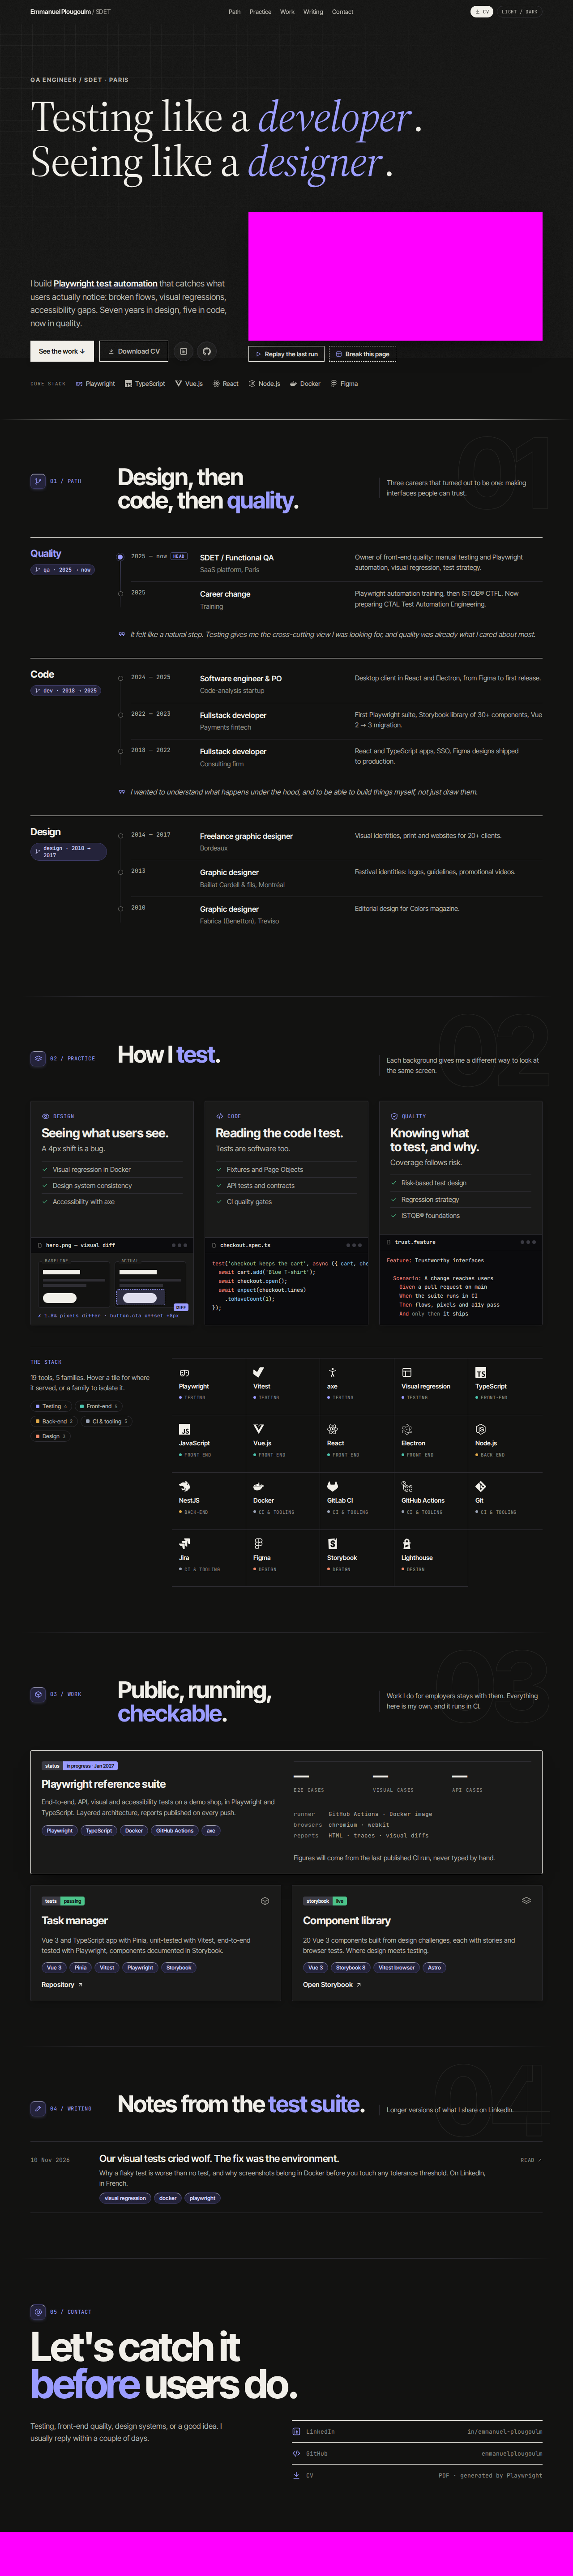 Emmanuel Plougoulm / SDET
Path Practice Work Writing Contact
CV
LIGHT / DARK
QA ENGINEER / SDET · PARIS
Testing like a developer.
Seeing like a designer.
I build Playwright test automation that catches what
users actually notice: broken flows, visual regressions,
accessibility gaps. Seven years in design, five in code,
now in quality.
See the work ↓
Download CV
Replay the last run
Break this page
CORE STACK
Playwright TypeScript Vue.js React Node.js Docker Figma
01
01 / PATH
Design, then
code, then quality.
Three careers that turned out to be one: making
interfaces people can trust.
Quality
qa · 2025 → now
2025 — now HEAD
SDET / Functional QA
SaaS platform, Paris
Owner of front-end quality: manual testing and Playwright
automation, visual regression, test strategy.
2025
Career change
Training
Playwright automation training, then ISTQB® CTFL. Now
preparing CTAL Test Automation Engineering.
It felt like a natural step. Testing gives me the cross-cutting view I was looking for, and quality was already what I cared about most.
Code
dev · 2018 → 2025
2024 — 2025
Software engineer & PO
Code-analysis startup
Desktop client in React and Electron, from Figma to first release.
2022 — 2023
Fullstack developer
Payments fintech
First Playwright suite, Storybook library of 30+ components, Vue
2 → 3 migration.
2018 — 2022
Fullstack developer
Consulting firm
React and TypeScript apps, SSO, Figma designs shipped
to production.
I wanted to understand what happens under the hood, and to be able to build things myself, not just draw them.
Design
design · 2010 →
2017
2014 — 2017
Freelance graphic designer
Bordeaux
Visual identities, print and websites for 20+ clients.
2013
Graphic designer
Baillat Cardell & fils, Montréal
Festival identities: logos, guidelines, promotional videos.
2010
Graphic designer
Fabrica (Benetton), Treviso
Editorial design for Colors magazine.
02
02 / PRACTICE
How I test.
Each background gives me a different way to look at
the same screen.
DESIGN
Seeing what users see.
A 4px shift is a bug.
Visual regression in Docker
Design system consistency
Accessibility with axe
hero.png — visual diff
BASELINE
ACTUAL
DIFF
≠ 1.8% pixels differ · button.cta offset +8px
CODE
Reading the code I test.
Tests are software too.
Fixtures and Page Objects
API tests and contracts
CI quality gates
checkout.spec.ts
test('checkout keeps the cart', async ({ cart, che
await cart.add('Blue T-shirt');
await checkout.open();
await expect(checkout.lines)
.toHaveCount(1);
});
QUALITY
Knowing what
to test, and why.
Coverage follows risk.
Risk-based test design
Regression strategy
ISTQB® foundations
trust.feature
Feature: Trustworthy interfaces
Scenario: A change reaches users
Given a pull request on main
When the suite runs in CI
Then flows, pixels and a11y pass
And only then it ships
THE STACK
19 tools, 5 families. Hover a tile for where
it served, or a family to isolate it.
Testing 4
Front-end 5
Back-end 2
CI & tooling 5
Design 3
Playwright
TESTING
Vitest
TESTING
axe
TESTING
Visual regression
TESTING
TypeScript
FRONT-END
JavaScript
FRONT-END
Vue.js
FRONT-END
React
FRONT-END
Electron
FRONT-END
Node.js
BACK-END
NestJS
BACK-END
Docker
CI & TOOLING
GitLab CI
CI & TOOLING
GitHub Actions
CI & TOOLING
Git
CI & TOOLING
Jira
CI & TOOLING
Figma
DESIGN
Storybook
DESIGN
Lighthouse
DESIGN
03
03 / WORK
Public, running,
checkable.
Work I do for employers stays with them. Everything
here is my own, and it runs in CI.
status in progress · Jan 2027
Playwright reference suite
End-to-end, API, visual and accessibility tests on a demo shop, in Playwright and
TypeScript. Layered architecture, reports published on every push.
Playwright TypeScript Docker GitHub Actions axe
E2E CASES
VISUAL CASES
API CASES
runner GitHub Actions · Docker image
browsers chromium · webkit
reports HTML · traces · visual diffs
Figures will come from the last published CI run, never typed by hand.
tests passing
Task manager
Vue 3 and TypeScript app with Pinia, unit-tested with Vitest, end-to-end
tested with Playwright, components documented in Storybook.
Vue 3 Pinia Vitest Playwright Storybook
Repository ↗
storybook live
Component library
20 Vue 3 components built from design challenges, each with stories and
browser tests. Where design meets testing.
Vue 3 Storybook 8 Vitest browser Astro
Open Storybook ↗
04
04 / WRITING
Notes from the test suite.
Longer versions of what I share on LinkedIn.
10 Nov 2026
Our visual tests cried wolf. The fix was the environment.
Why a flaky test is worse than no test, and why screenshots belong in Docker before you touch any tolerance threshold. On LinkedIn,
in French.
visual regression docker playwright
READ ↗
05 / CONTACT
Let's catch it
before users do.
Testing, front-end quality, design systems, or a good idea. I
usually reply within a couple of days.
LinkedIn in/emmanuel-plougoulm
GitHub emmanuelplougoulm
CV PDF · generated by Playwright